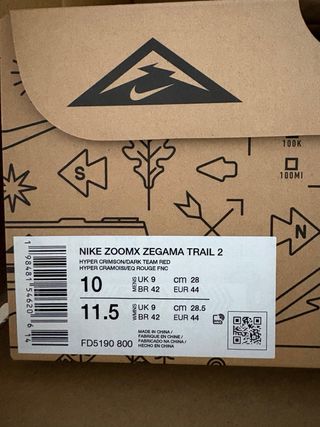 100K
100MI
S
N
NIKE ZOOMX ZEGAMA TRAIL 2
HYPER CRIMSON/DARK TEAM RED
HYPER CRAMOISI/EQ ROUGE FNC
10 MENS UK 9 cm 28
BR 42 EUR 44
11.5 WMNS UK 9 cm 28.5
BR 42 EUR 44
FD5190 800
MADE IN CHINA /
FABRIQUE EN CHINE /
FABRICADO NA CHINA /
HECHO EN CHINA